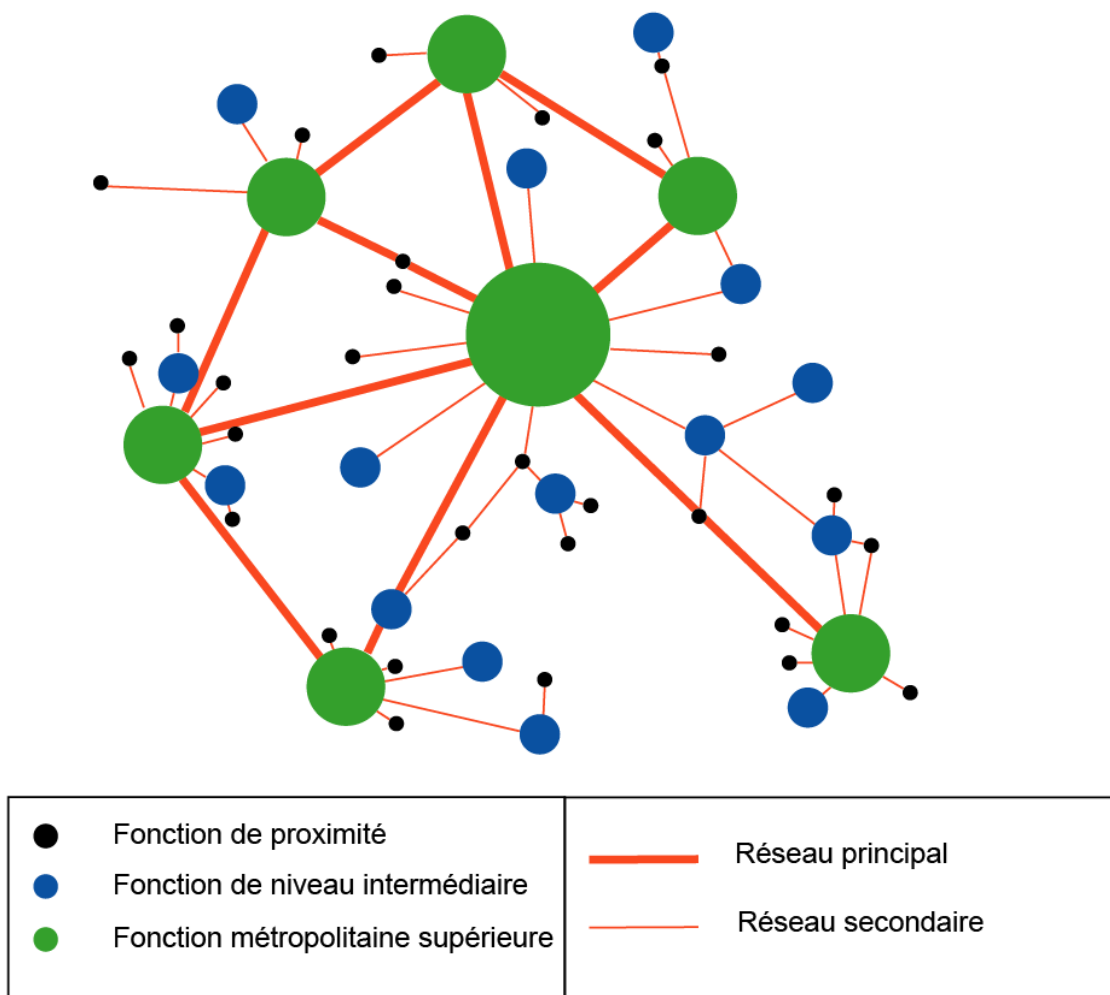 Fonction de proximité
Fonction de niveau intermédiaire
Fonction métropolitaine supérieure
Réseau principal
Réseau secondaire